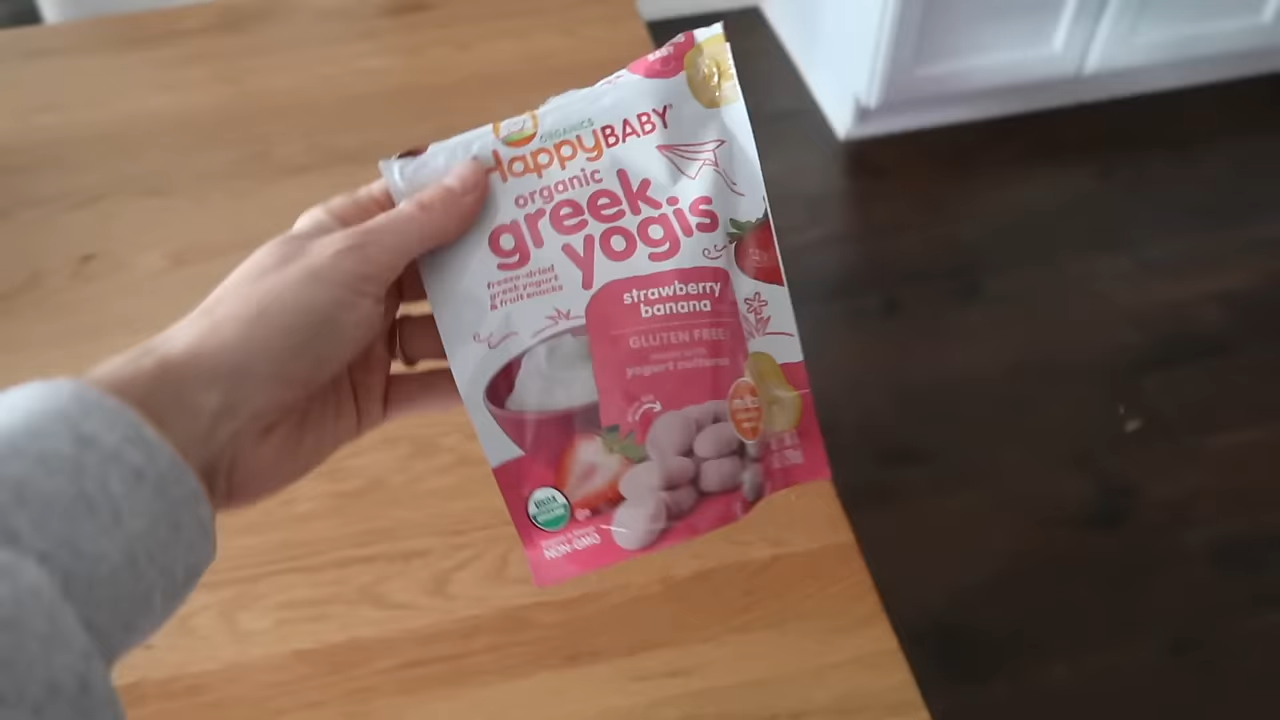 ORGANICS
HappyBABY
organic
greek
yogis
freeze-dried
greek yogurt
& fruit snacks
strawberry
banana
GLUTEN FREE
made with
yogurt cultures
USDA
NON-GMO